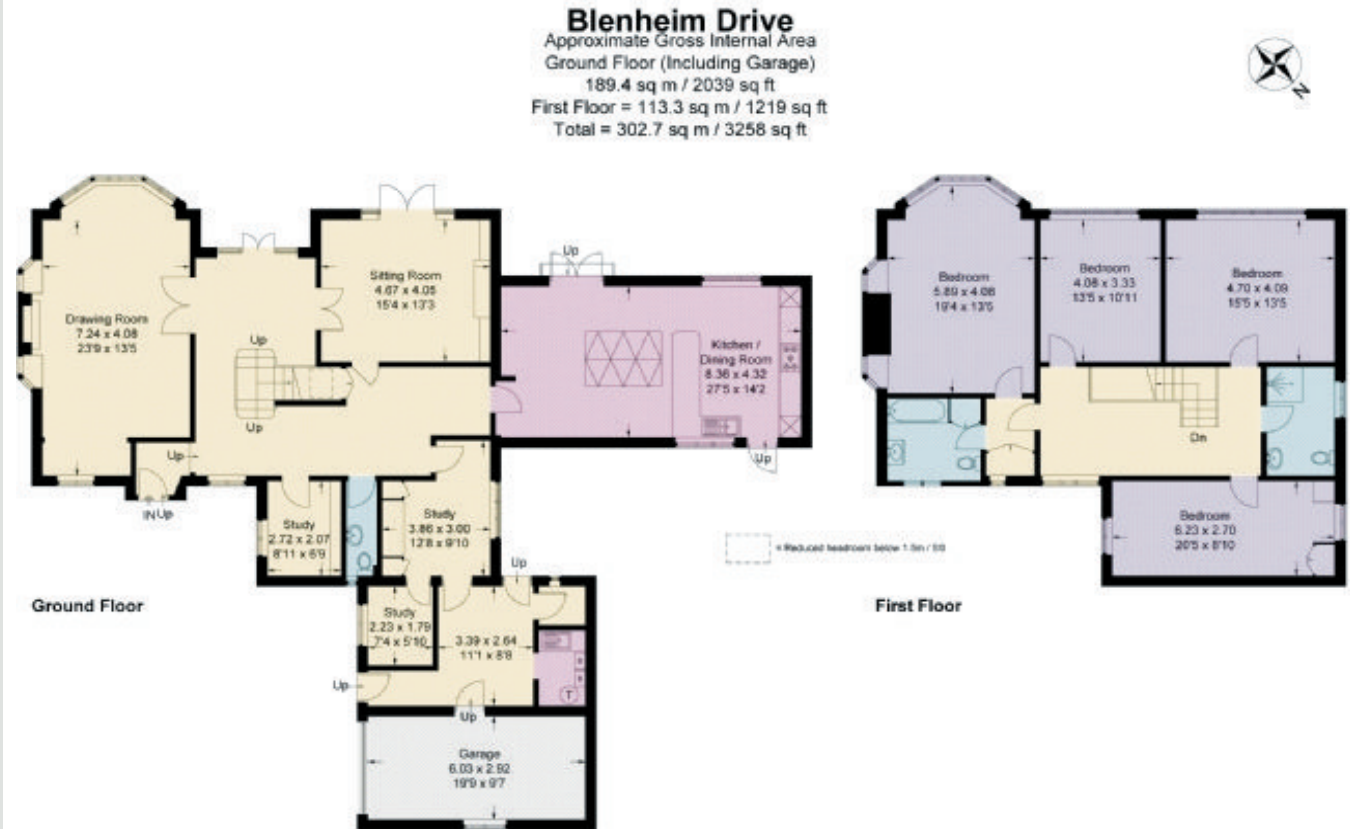 Blenheim Drive
Approximate Gross Internal Area
Ground Floor (Including Garage)
189.4 sq m / 2039 sq ft
First Floor = 113.3 sq m / 1219 sq ft
Total = 302.7 sq m / 3258 sq ft
N
Drawing Room
7.24 x 4.08
23'9 x 13'5
Up
Up
Up
IN
Up
Sitting Room
4.67 x 4.05
15'4 x 13'3
Up
Kitchen /
Dining Room
8.36 x 4.32
27'5 x 14'2
Up
Study
2.72 x 2.07
8'11 x 6'9
Study
3.86 x 3.00
12'8 x 9'10
Up
Study
2.23 x 1.79
7'4 x 5'10
3.39 x 2.64
11'1 x 8'8
T
Up
Up
Garage
6.03 x 2.92
19'9 x 9'7
Ground Floor
= Reduced headroom below 1.5m / 5'0
Bedroom
5.89 x 4.08
19'4 x 13'5
Bedroom
4.08 x 3.33
13'5 x 10'11
Bedroom
4.70 x 4.09
15'5 x 13'5
Dn
Bedroom
6.23 x 2.70
20'5 x 8'10
First Floor